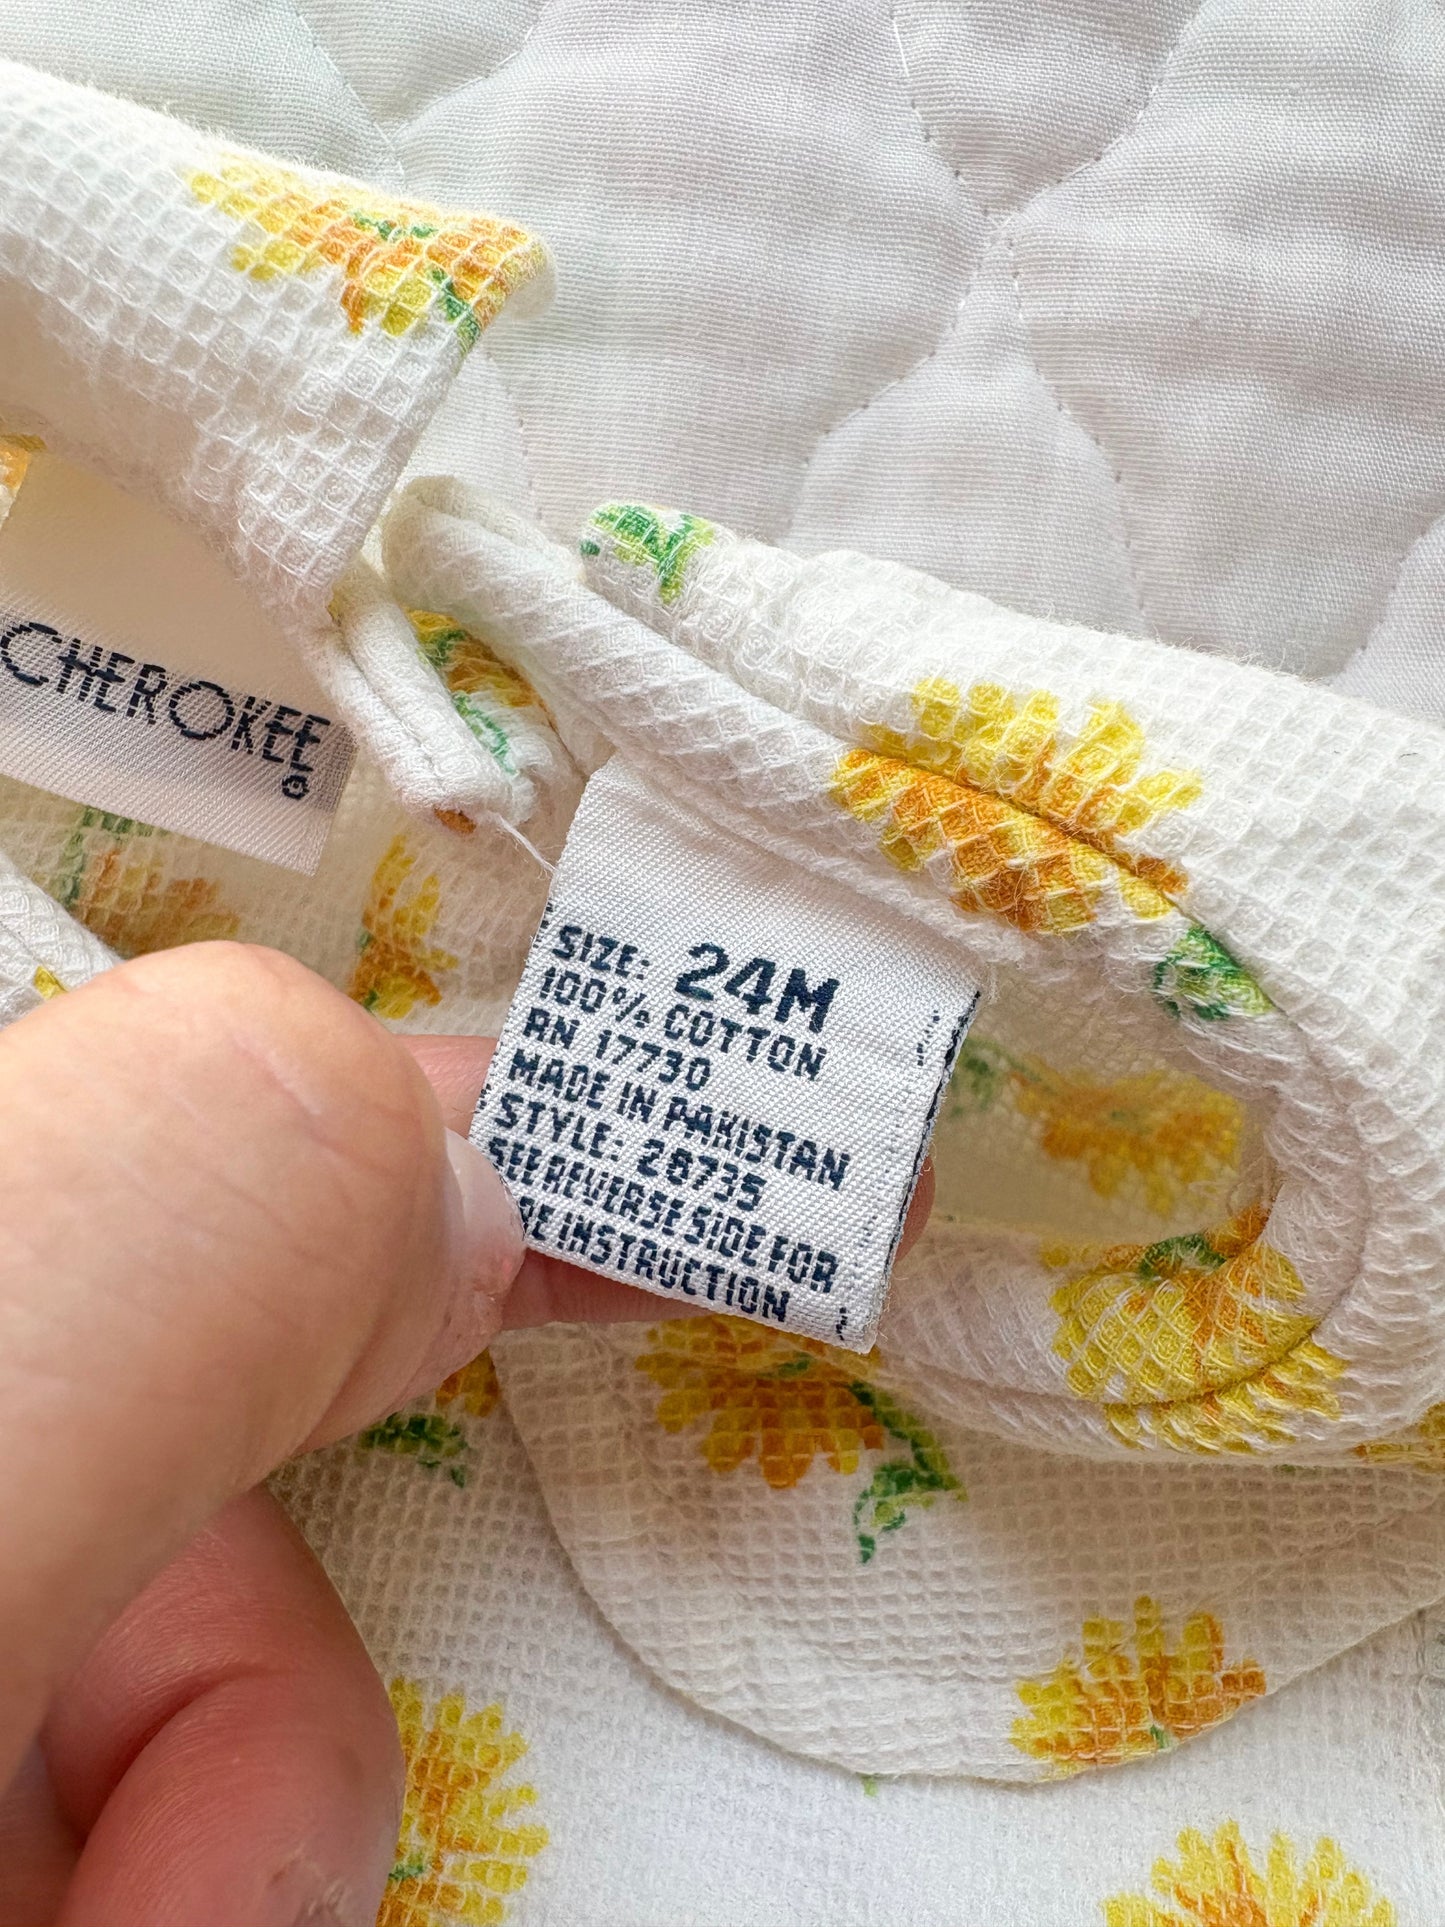 CHEROKEE
SIZE: 24M
100% COTTON
RN 17730
MADE IN PAKISTAN
STYLE: 28735
SEE REVERSE SIDE FOR
INSTRUCTION